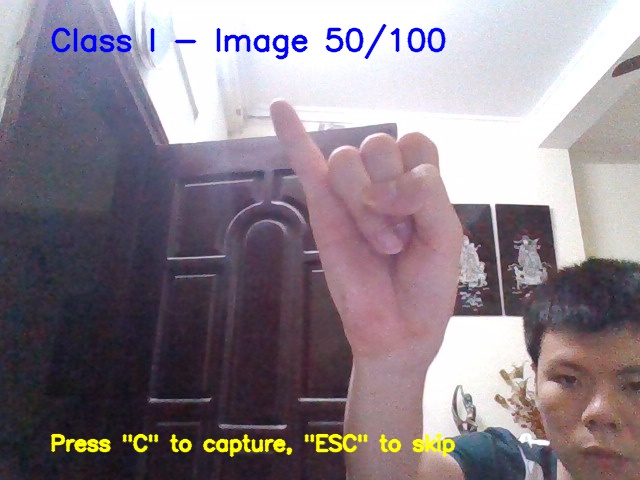 Class I - Image 50/100
Press "C" to capture, "ESC" to skip